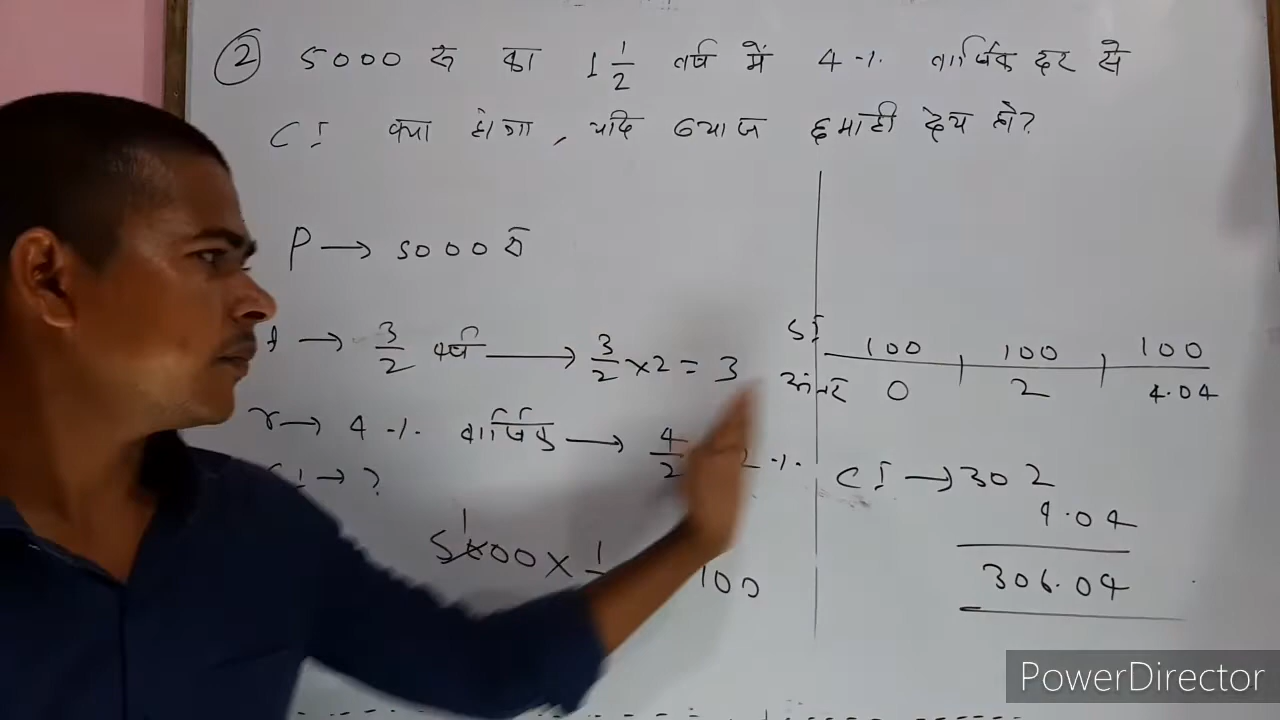 ② 5000 रु का 1 1/2 वर्ष में 4 % वार्षिक दर से
CI क्या होगा , यदि ब्याज छमाही देय हो?
P → 5000 रु
t → 3/2 वर्ष → 3/2 × 2 = 3
r → 4 % वार्षिक → 4/2 2 %
→ ?
5000 × 1 100
1
SI 100 100 100
अंतर 0 2 4.04
CI → 302
4.04
306.04
PowerDirector